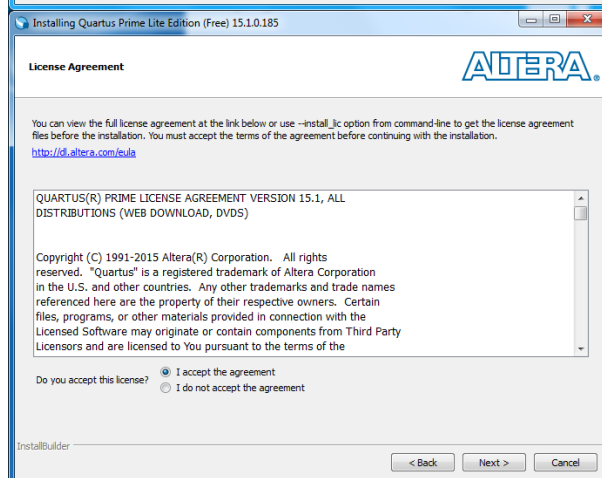 Installing Quartus Prime Lite Edition (Free) 15.1.0.185
License Agreement
ALTERA®
You can view the full license agreement at the link below or use --install_lic option from command-line to get the license agreement
files before the installation. You must accept the terms of the agreement before continuing with the installation.
http://dl.altera.com/eula
QUARTUS(R) PRIME LICENSE AGREEMENT VERSION 15.1, ALL
DISTRIBUTIONS (WEB DOWNLOAD, DVDS)
Copyright (C) 1991-2015 Altera(R) Corporation.   All rights
reserved.  "Quartus" is a registered trademark of Altera Corporation
in the U.S. and other countries.  Any other trademarks and trade names
referenced here are the property of their respective owners.  Certain
files, programs, or other materials provided in connection with the
Licensed Software may originate or contain components from Third Party
Licensors and are licensed to You pursuant to the terms of the
Do you accept this license?
I accept the agreement
I do not accept the agreement
InstallBuilder
< Back
Next >
Cancel